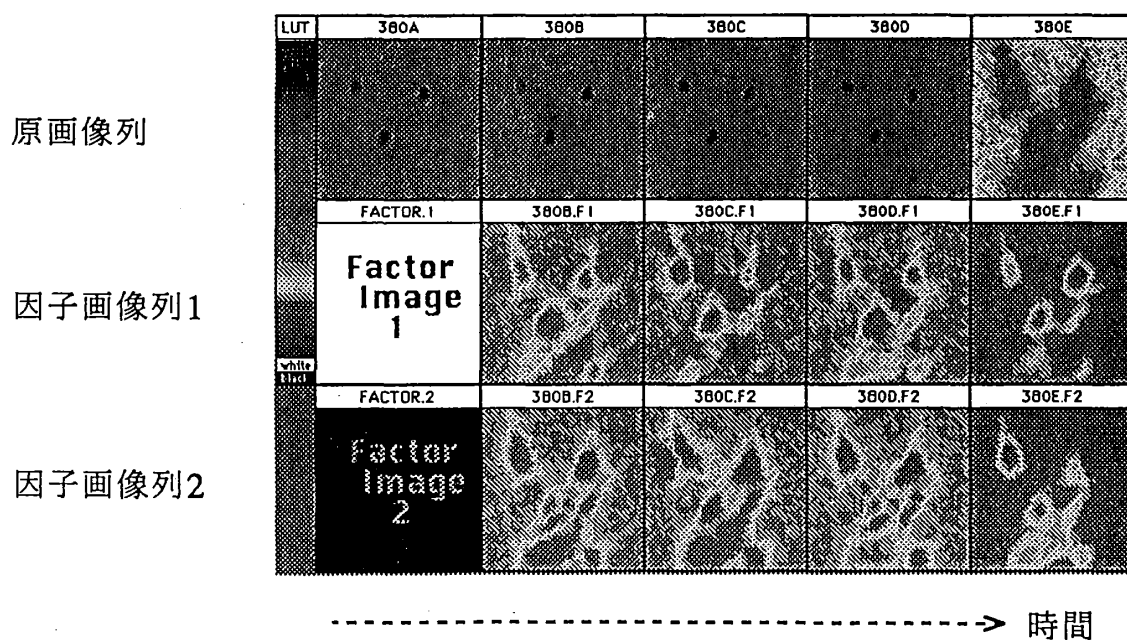 LUT 380A 380B 380C 380D 380E
原画像列
FACTOR.1 380B.F1 380C.F1 380D.F1 380E.F1
因子画像列1
Factor
Image
1
white
black
FACTOR.2 380B.F2 380C.F2 380D.F2 380E.F2
因子画像列2
Factor
Image
2
時間